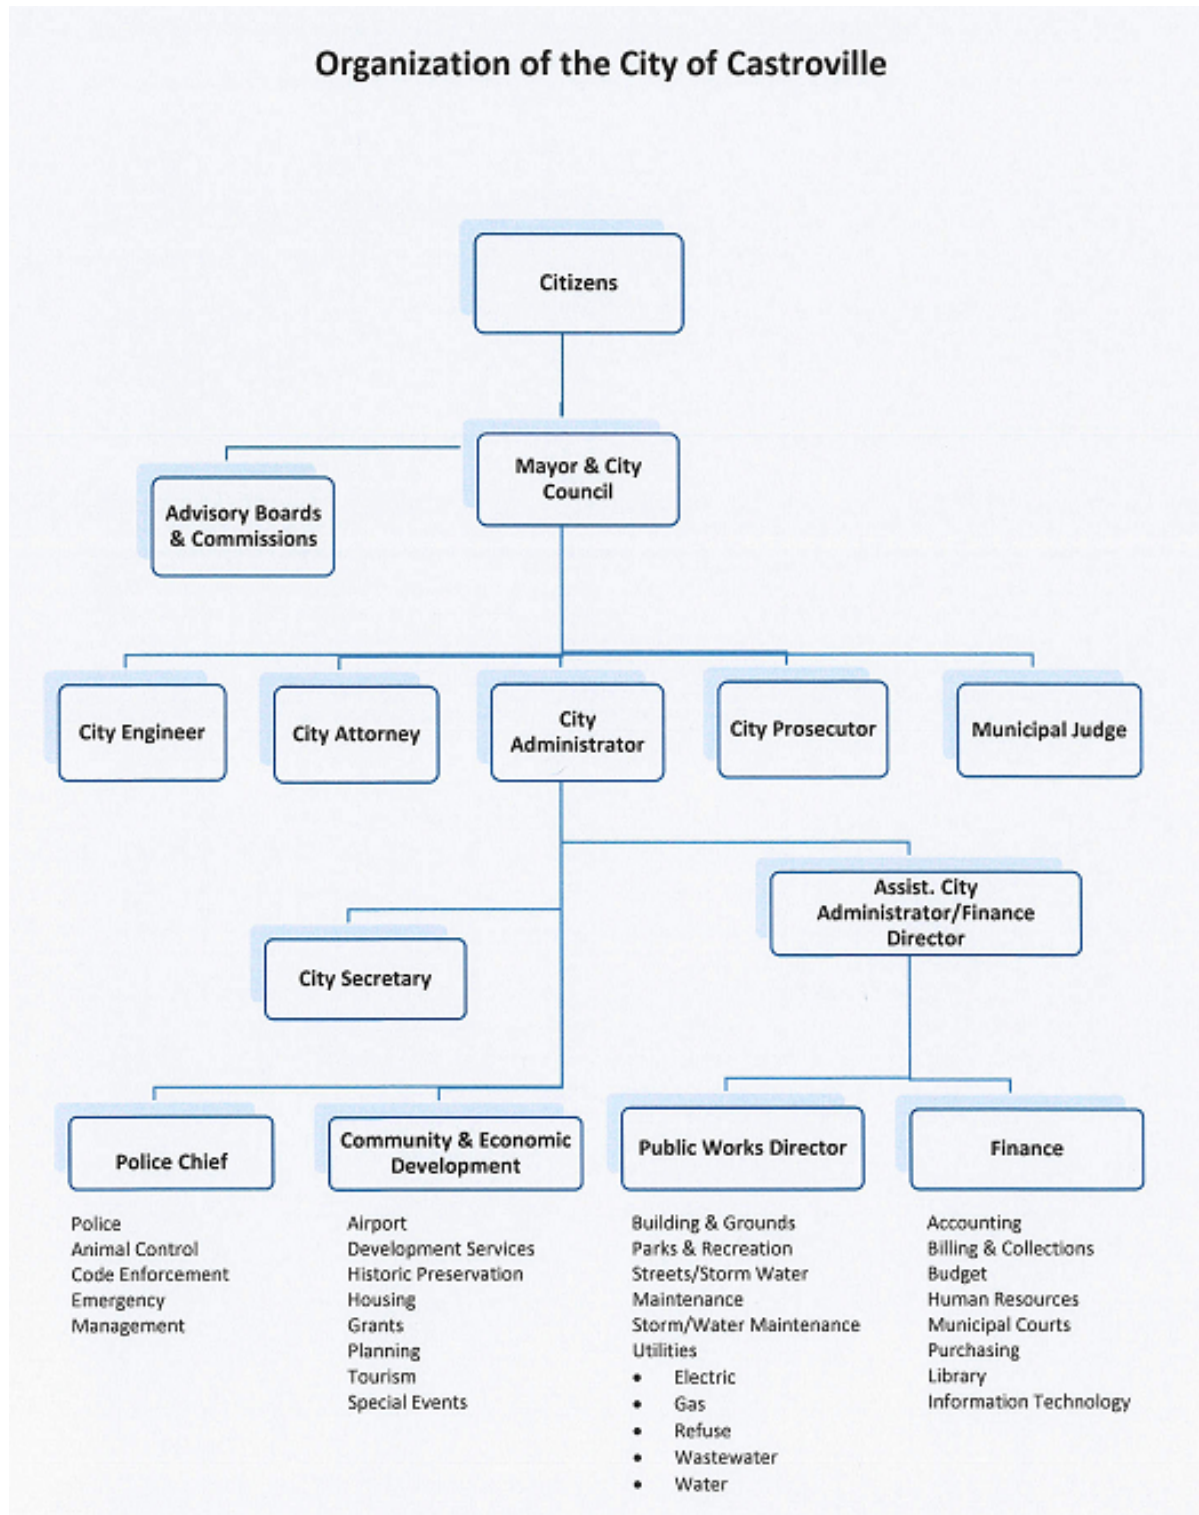 Organization of the City of Castroville
Citizens
Mayor & City
Council
Advisory Boards
& Commissions
City Engineer
City Attorney
City
Administrator
City Prosecutor
Municipal Judge
Assist. City
Administrator/Finance
Director
City Secretary
Police Chief
Community & Economic
Development
Public Works Director
Finance
Police
Animal Control
Code Enforcement
Emergency
Management
Airport
Development Services
Historic Preservation
Housing
Grants
Planning
Tourism
Special Events
Building & Grounds
Parks & Recreation
Streets/Storm Water
Maintenance
Storm/Water Maintenance
Utilities
• Electric
• Gas
• Refuse
• Wastewater
• Water
Accounting
Billing & Collections
Budget
Human Resources
Municipal Courts
Purchasing
Library
Information Technology